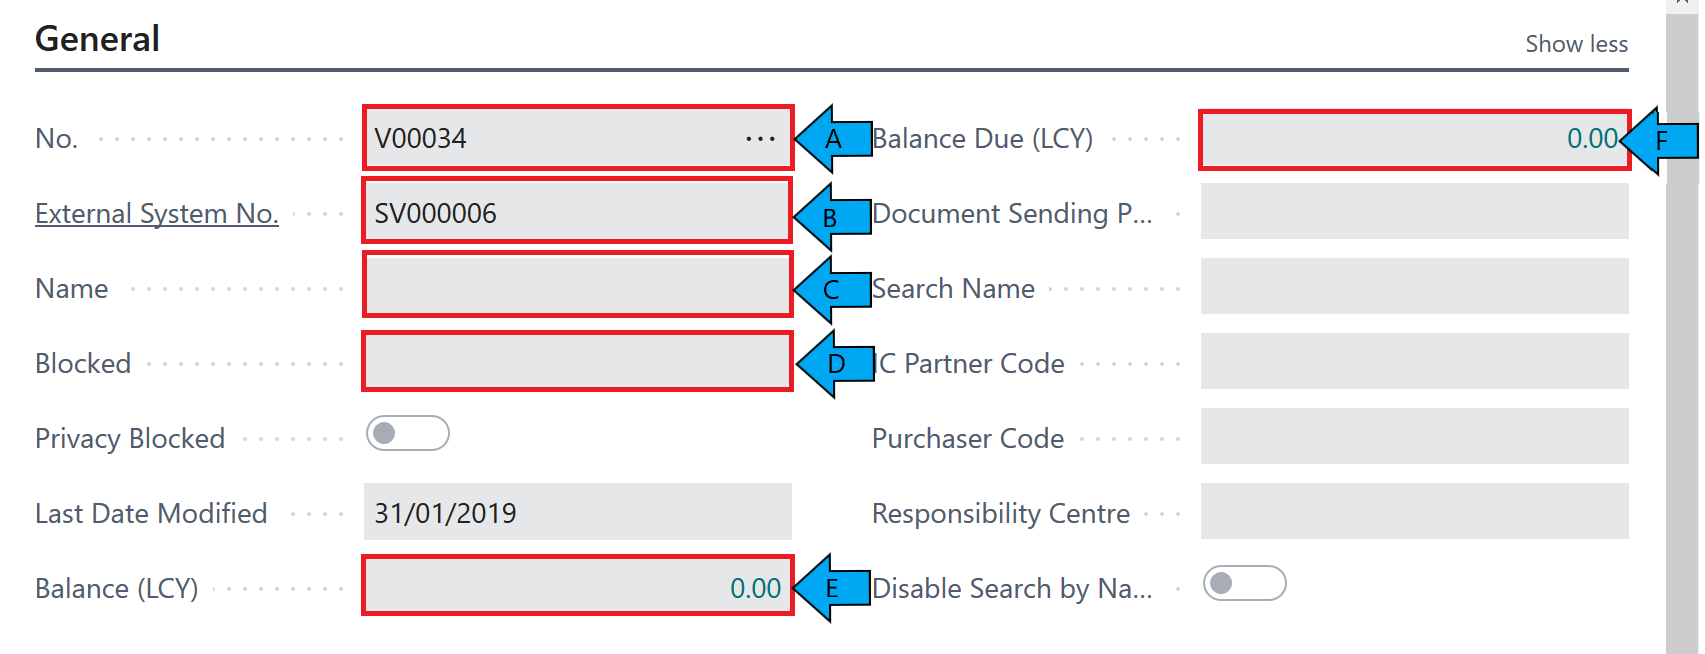 General
Show less
No. V00034 ... A
External System No. SV000006 B
Name C
Blocked D
Privacy Blocked
Last Date Modified 31/01/2019
Balance (LCY) 0.00 E
Balance Due (LCY) 0.00 F
Document Sending P...
Search Name
IC Partner Code
Purchaser Code
Responsibility Centre
Disable Search by Na...